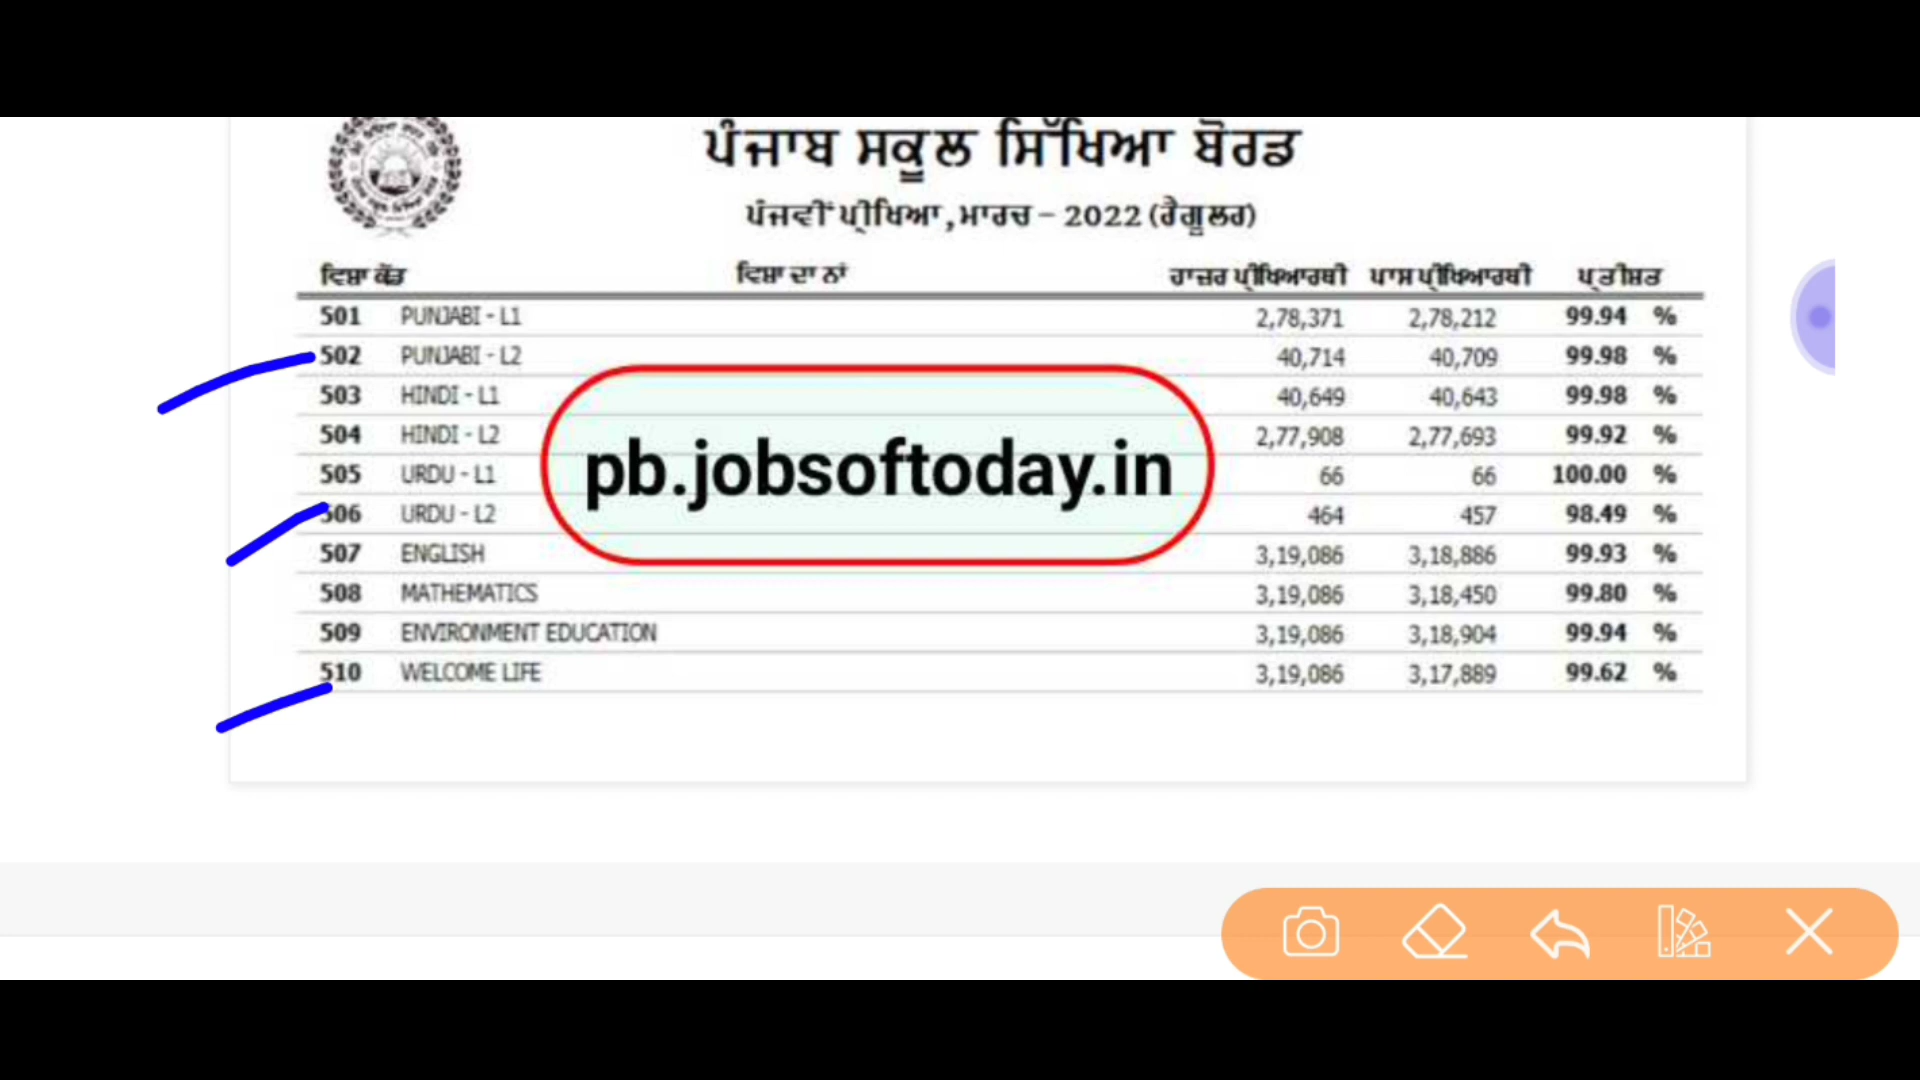 ਪੰਜਾਬ ਸਕੂਲ ਸਿੱਖਿਆ ਬੋਰਡ
ਪੰਜਵੀਂ ਪ੍ਰੀਖਿਆ,ਮਾਰਚ – 2022 (ਰੈਗੂਲਰ)
ਵਿਸ਼ਾ ਕੋਡ ਵਿਸ਼ਾ ਦਾ ਨਾਂ ਹਾਜ਼ਰ ਪ੍ਰੀਖਿਆਰਥੀ ਪਾਸ ਪ੍ਰੀਖਿਆਰਥੀ ਪ੍ਰਤੀਸ਼ਤ
501 PUNJABI - L1 2,78,371 2,78,212 99.94 %
502 PUNJABI - L2 40,714 40,709 99.98 %
503 HINDI - L1 40,649 40,643 99.98 %
504 HINDI - L2 2,77,908 2,77,693 99.92 %
505 URDU - L1 66 66 100.00 %
pb.jobsoftoday.in
506 URDU - L2 464 457 98.49 %
507 ENGLISH 3,19,086 3,18,886 99.93 %
508 MATHEMATICS 3,19,086 3,18,450 99.80 %
509 ENVIRONMENT EDUCATION 3,19,086 3,18,904 99.94 %
510 WELCOME LIFE 3,19,086 3,17,889 99.62 %